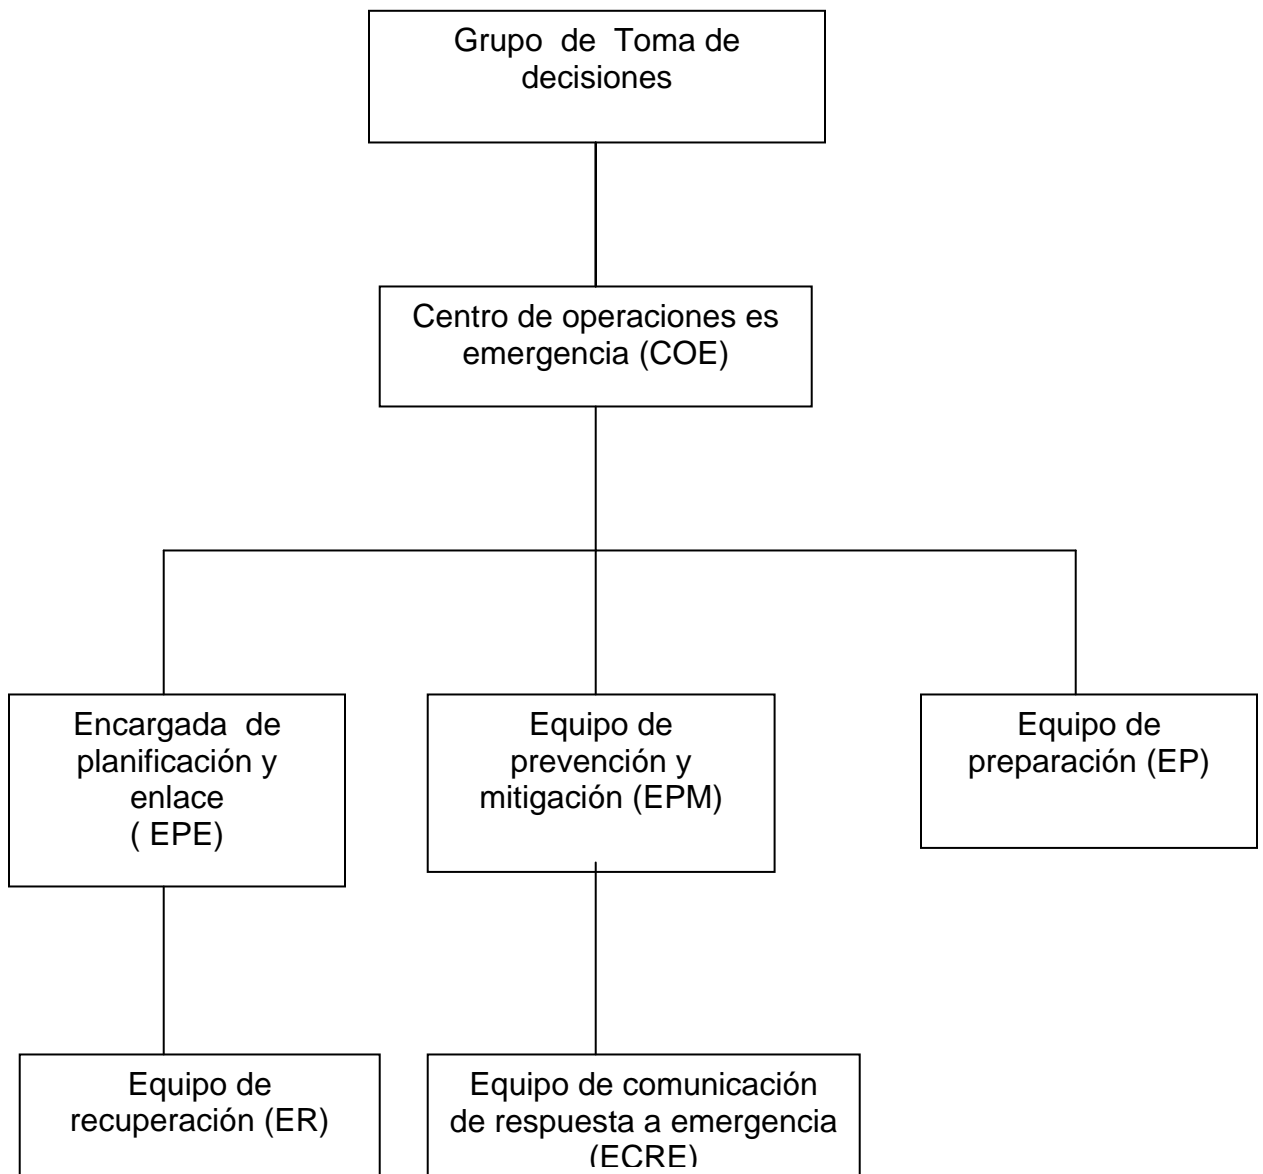 Grupo de Toma de
decisiones
Centro de operaciones es
emergencia (COE)
Encargada de
planificación y
enlace
( EPE)
Equipo de
prevención y
mitigación (EPM)
Equipo de
preparación (EP)
Equipo de
recuperación (ER)
Equipo de comunicación
de respuesta a emergencia
(ECRE)